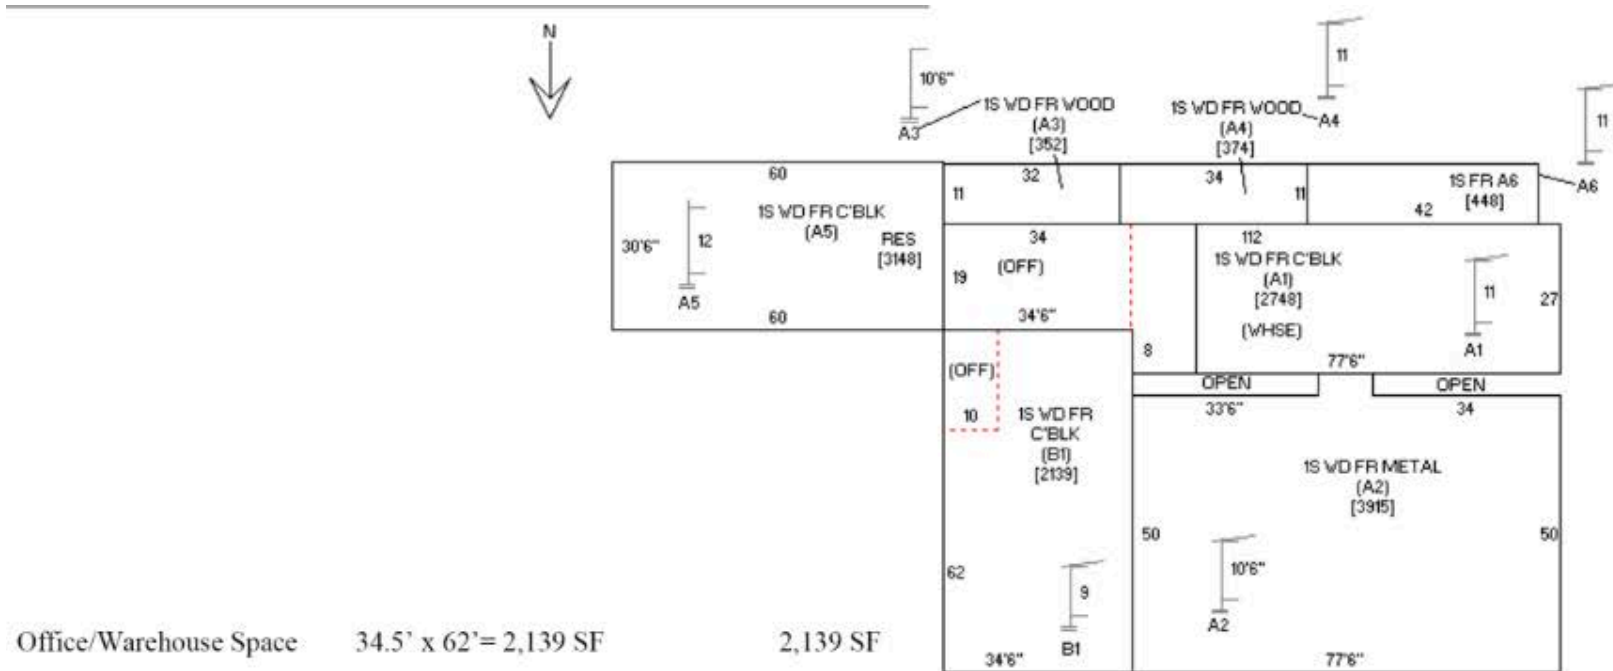 N
10'6"
11
11
1S WD FR WOOD
(A3)
[352]
1S WD FR WOOD
(A4)
[374]
A3
A4
A6
60
32
34
11
11
1S FR A6
[448]
42
1S WD FR C'BLK
(A5)
RES
[3148]
30'6"
12
A5
60
34
(OFF)
19
34'6"
112
1S WD FR C'BLK
(A1)
[2748]
(WHSE)
11
27
A1
8
77'6"
OPEN
OPEN
33'6"
34
(OFF)
10
1S WD FR
C'BLK
(B1)
[2139]
1S WD FR METAL
(A2)
[3915]
50
50
62
9
B1
10'6"
A2
34'6"
77'6"
Office/Warehouse Space 34.5’ x 62’= 2,139 SF 2,139 SF